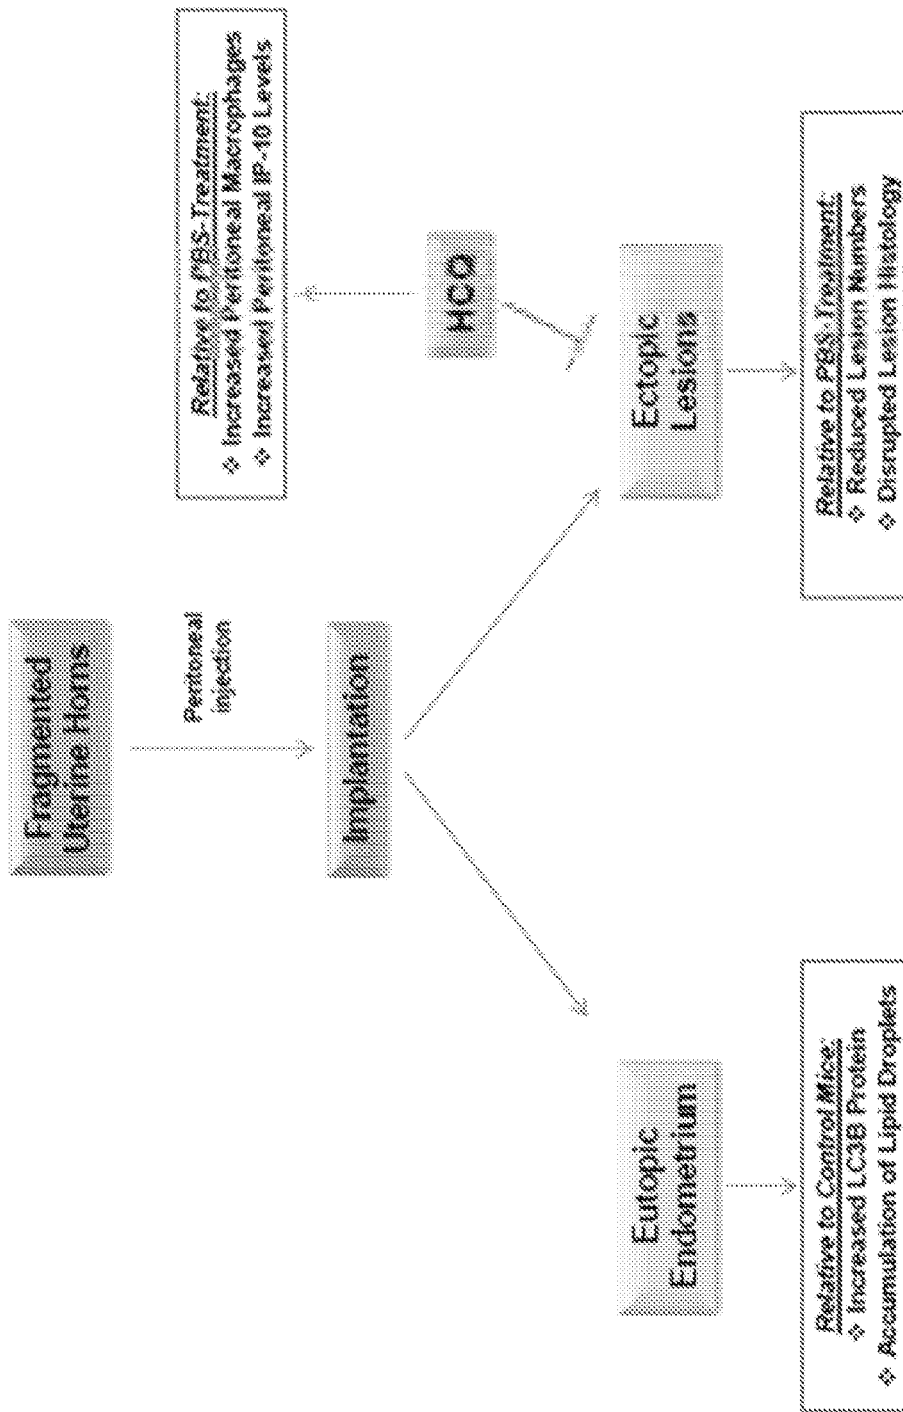 Fragmented
Uterine Horns
Peritoneal
injection
Implantation
Relative to PBS-Treatment:
❖ Increased Peritoneal Macrophages
❖ Increased Peritoneal IP-10 Levels
HCQ
Eutopic
Endometrium
Ectopic
Lesions
Relative to Control Mice:
❖ Increased LC3B Protein
❖ Accumulation of Lipid Droplets
Relative to PBS-Treatment:
❖ Reduced Lesion Numbers
❖ Disrupted Lesion Histology